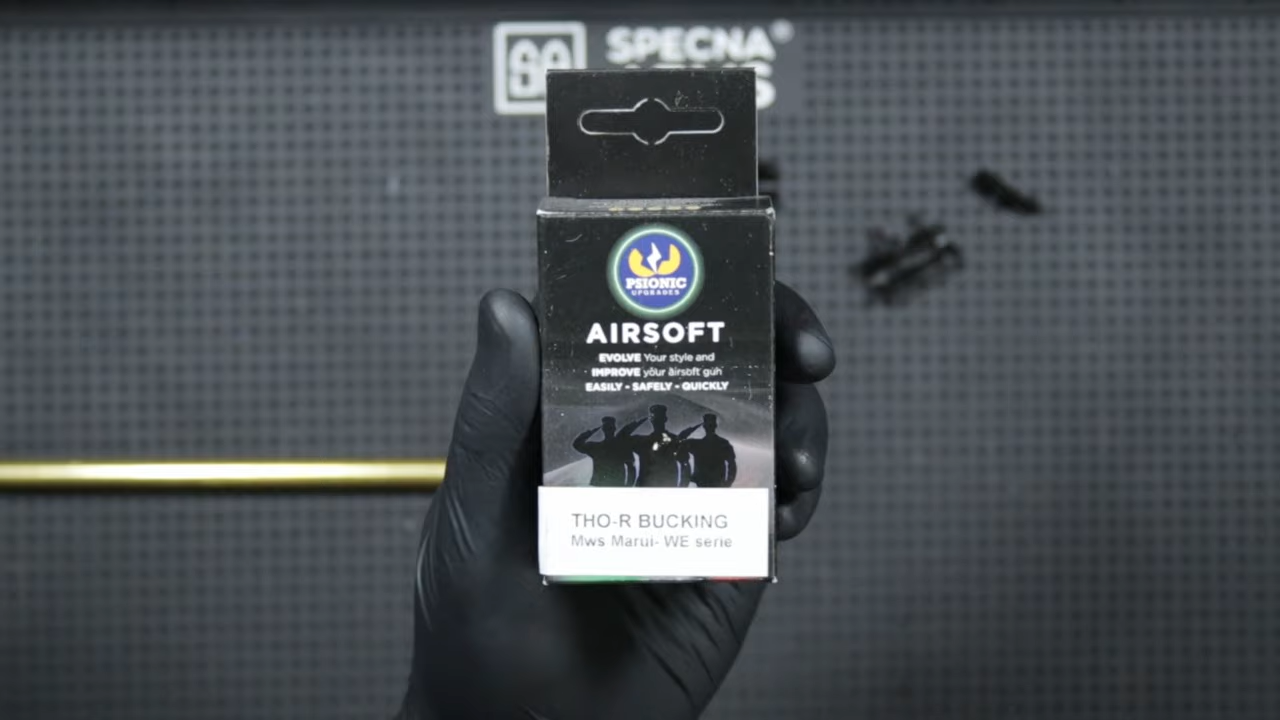 SPECNA®
PSIONIC
UPGRADES
AIRSOFT
EVOLVE Your style and
IMPROVE your airsoft gun
EASILY - SAFELY - QUICKLY
THO-R BUCKING
Mws Marui- WE serie